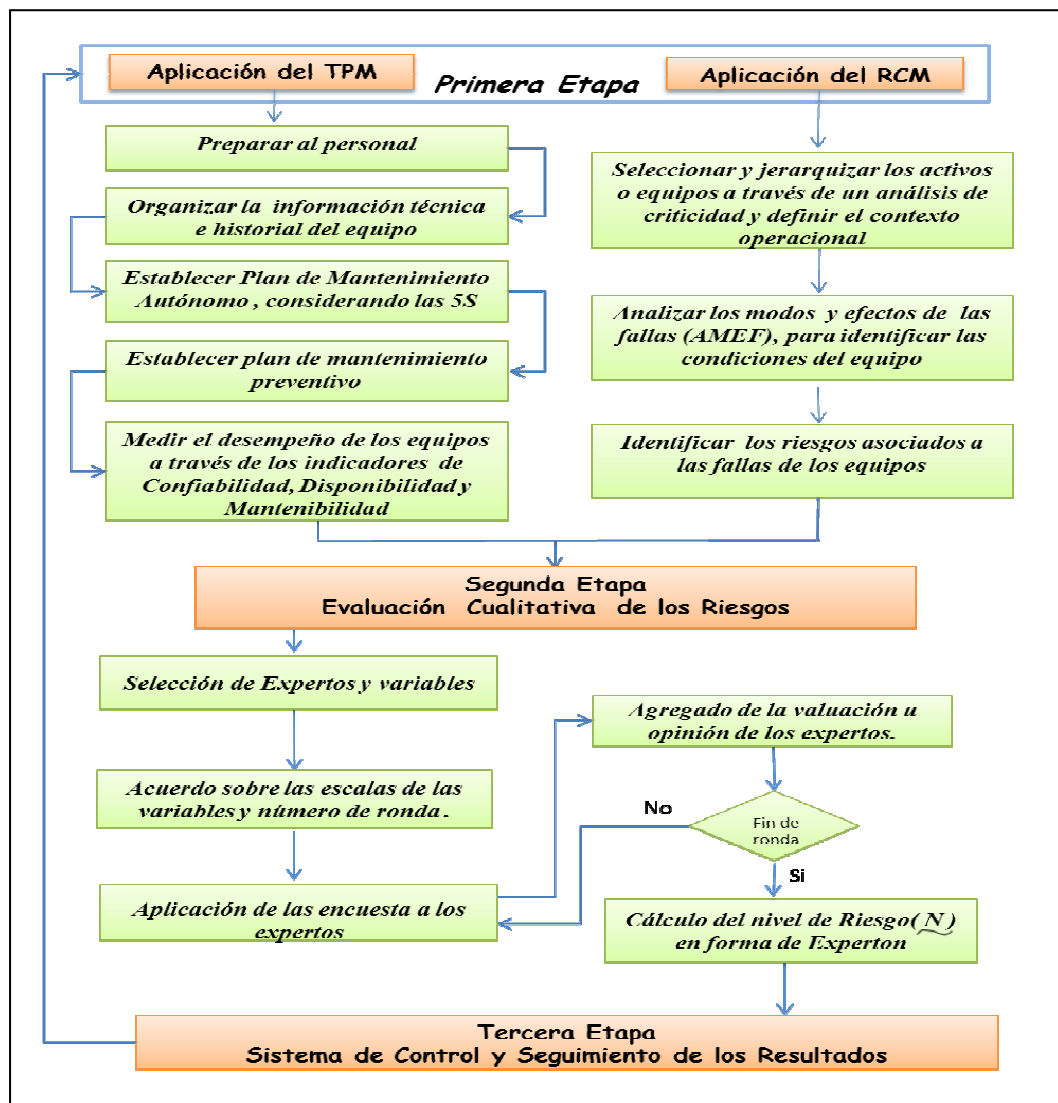 Aplicación del TPM
Primera Etapa
Aplicación del RCM
Preparar al personal
Organizar la información técnica
e historial del equipo
Establecer Plan de Mantenimiento
Autónomo , considerando las 5S
Establecer plan de mantenimiento
preventivo
Medir el desempeño de los equipos
a través de los indicadores de
Confiabilidad, Disponibilidad y
Mantenibilidad
Seleccionar y jerarquizar los activos
o equipos a través de un análisis de
criticidad y definir el contexto
operacional
Analizar los modos y efectos de las
fallas (AMEF), para identificar las
condiciones del equipo
Identificar los riesgos asociados a
las fallas de los equipos
Segunda Etapa
Evaluación Cualitativa de los Riesgos
Selección de Expertos y variables
Acuerdo sobre las escalas de las
variables y número de ronda .
Aplicación de las encuesta a los
expertos
Agregado de la valuación u
opinión de los expertos.
No
Fin de
ronda
Si
Cálculo del nivel de Riesgo(Ñ)
en forma de Experton
Tercera Etapa
Sistema de Control y Seguimiento de los Resultados